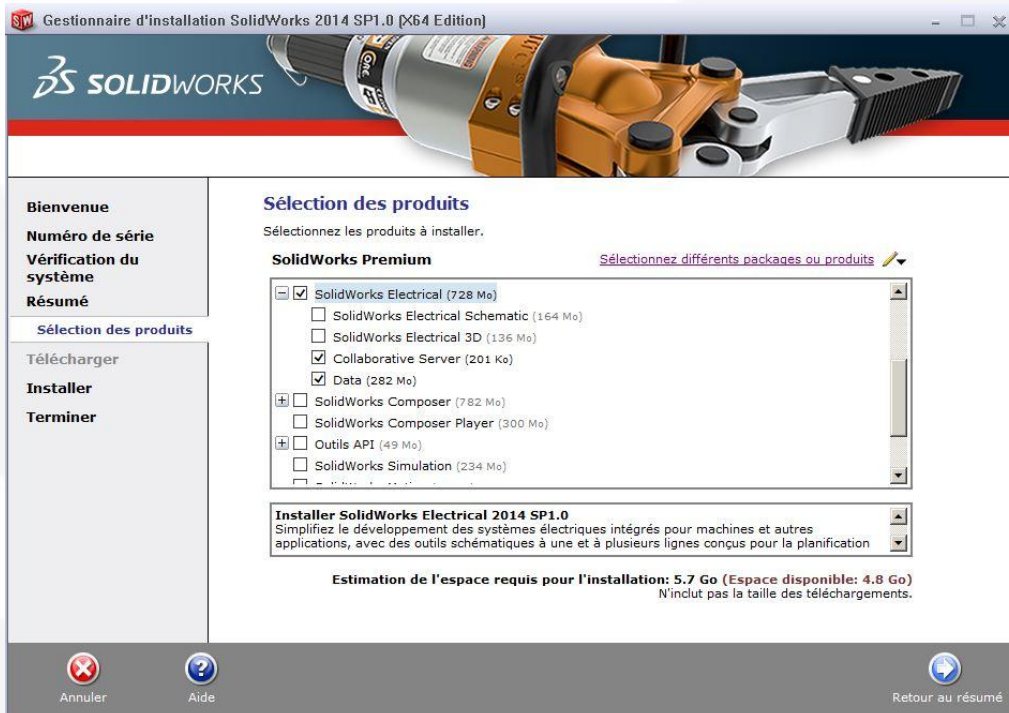 Gestionnaire d'installation SolidWorks 2014 SP1.0 (X64 Edition)
SOLIDWORKS
Bienvenue
Numéro de série
Vérification du
système
Résumé
Sélection des produits
Télécharger
Installer
Terminer
Sélection des produits
Sélectionnez les produits à installer.
SolidWorks Premium Sélectionnez différents packages ou produits
SolidWorks Electrical (728 Mo)
SolidWorks Electrical Schematic (164 Mo)
SolidWorks Electrical 3D (136 Mo)
Collaborative Server (201 Ko)
Data (282 Mo)
SolidWorks Composer (782 Mo)
SolidWorks Composer Player (300 Mo)
Outils API (49 Mo)
SolidWorks Simulation (234 Mo)
Installer SolidWorks Electrical 2014 SP1.0
Simplifiez le développement des systèmes électriques intégrés pour machines et autres
applications, avec des outils schématiques à une et à plusieurs lignes conçus pour la planification
Estimation de l'espace requis pour l'installation: 5.7 Go (Espace disponible: 4.8 Go)
N'inclut pas la taille des téléchargements.
Annuler
Aide
Retour au résumé